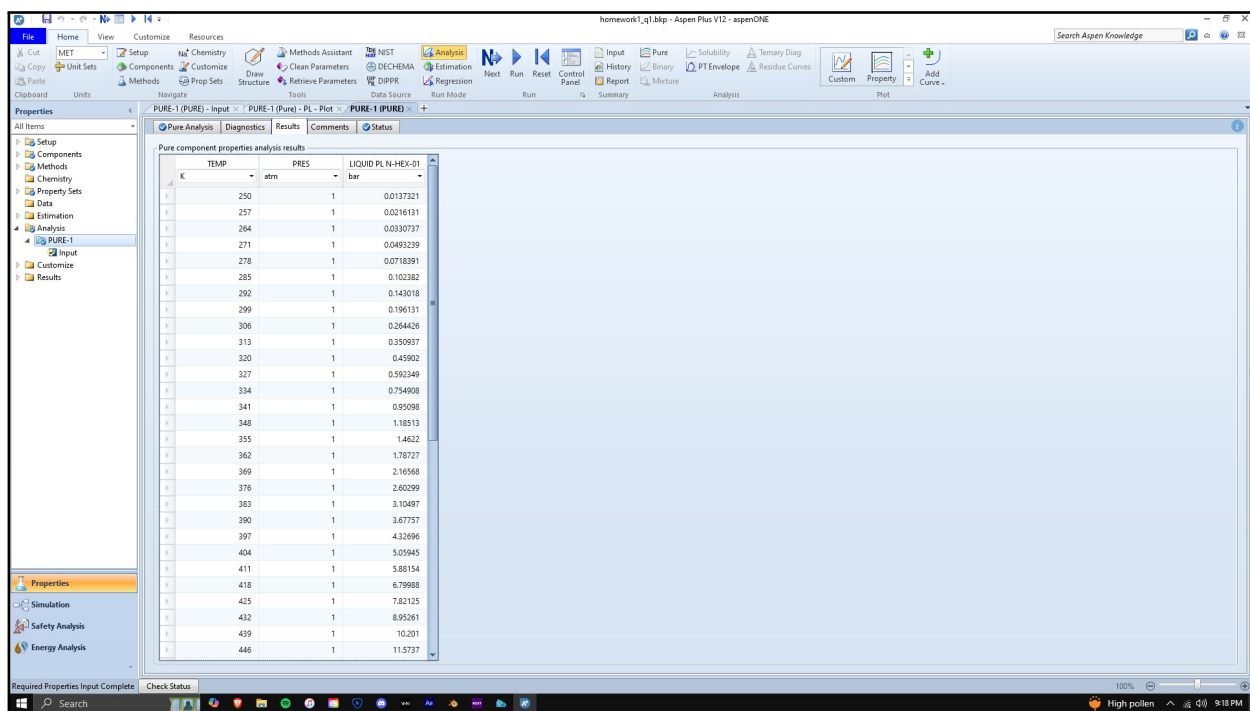 homework1_q1.bkp - Aspen Plus V12 - aspenONE
File Home View Customize Resources
Search Aspen Knowledge
Cut
Copy
Paste
Clipboard
MET
Unit Sets
Units
Setup
Components
Methods
Na+ Chemistry
Customize
Prop Sets
Navigate
Draw Structure
Methods Assistant
Clean Parameters
Retrieve Parameters
Tools
NIST
DECHEMA
DIPPR
Data Source
Analysis
Estimation
Regression
Run Mode
Next Run Reset Control Panel
Run
Input
History
Report
Summary
Pure
Binary
Mixture
Solubility
PT Envelope
Ternary Diag
Residue Curves
Analysis
Custom Property
Add Curve
Plot
Properties
All Items
Setup
Components
Methods
Chemistry
Property Sets
Data
Estimation
Analysis
PURE-1
Input
Customize
Results
Properties
Simulation
Safety Analysis
Energy Analysis
PURE-1 (PURE) - Input PURE-1 (Pure) - PL - Plot PURE-1 (PURE) +
Pure Analysis Diagnostics Results Comments Status
Pure component properties analysis results
TEMP PRES LIQUID PL N-HEX-01
K atm bar
250 1 0.0137321
257 1 0.0216131
264 1 0.0330737
271 1 0.0493239
278 1 0.0718391
285 1 0.102382
292 1 0.143018
299 1 0.196131
306 1 0.264426
313 1 0.350937
320 1 0.45902
327 1 0.592349
334 1 0.754908
341 1 0.95098
348 1 1.18513
355 1 1.4622
362 1 1.78727
369 1 2.16568
376 1 2.60299
383 1 3.10497
390 1 3.67757
397 1 4.32696
404 1 5.05945
411 1 5.88154
418 1 6.79988
425 1 7.82125
432 1 8.95261
439 1 10.201
446 1 11.5737
Required Properties Input Complete Check Status
100%
Search
High pollen 9:18 PM